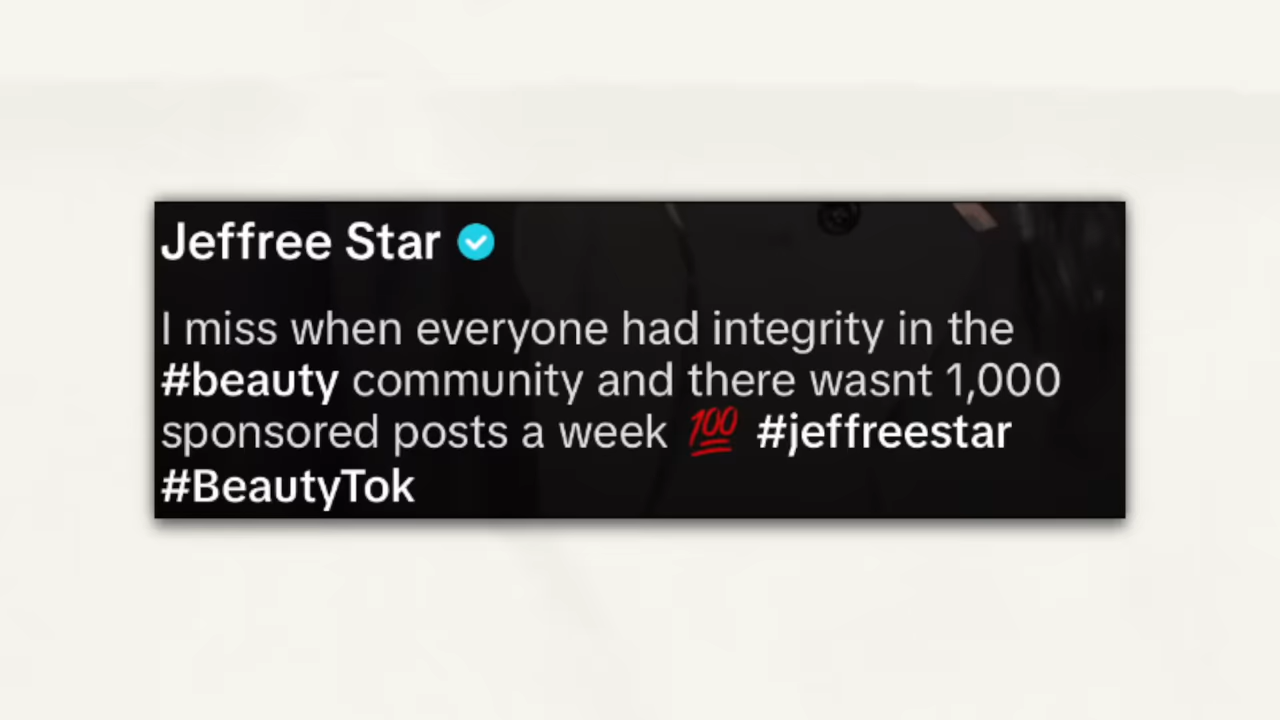 Jeffree Star
I miss when everyone had integrity in the
#beauty community and there wasnt 1,000
sponsored posts a week 💯 #jeffreestar
#BeautyTok